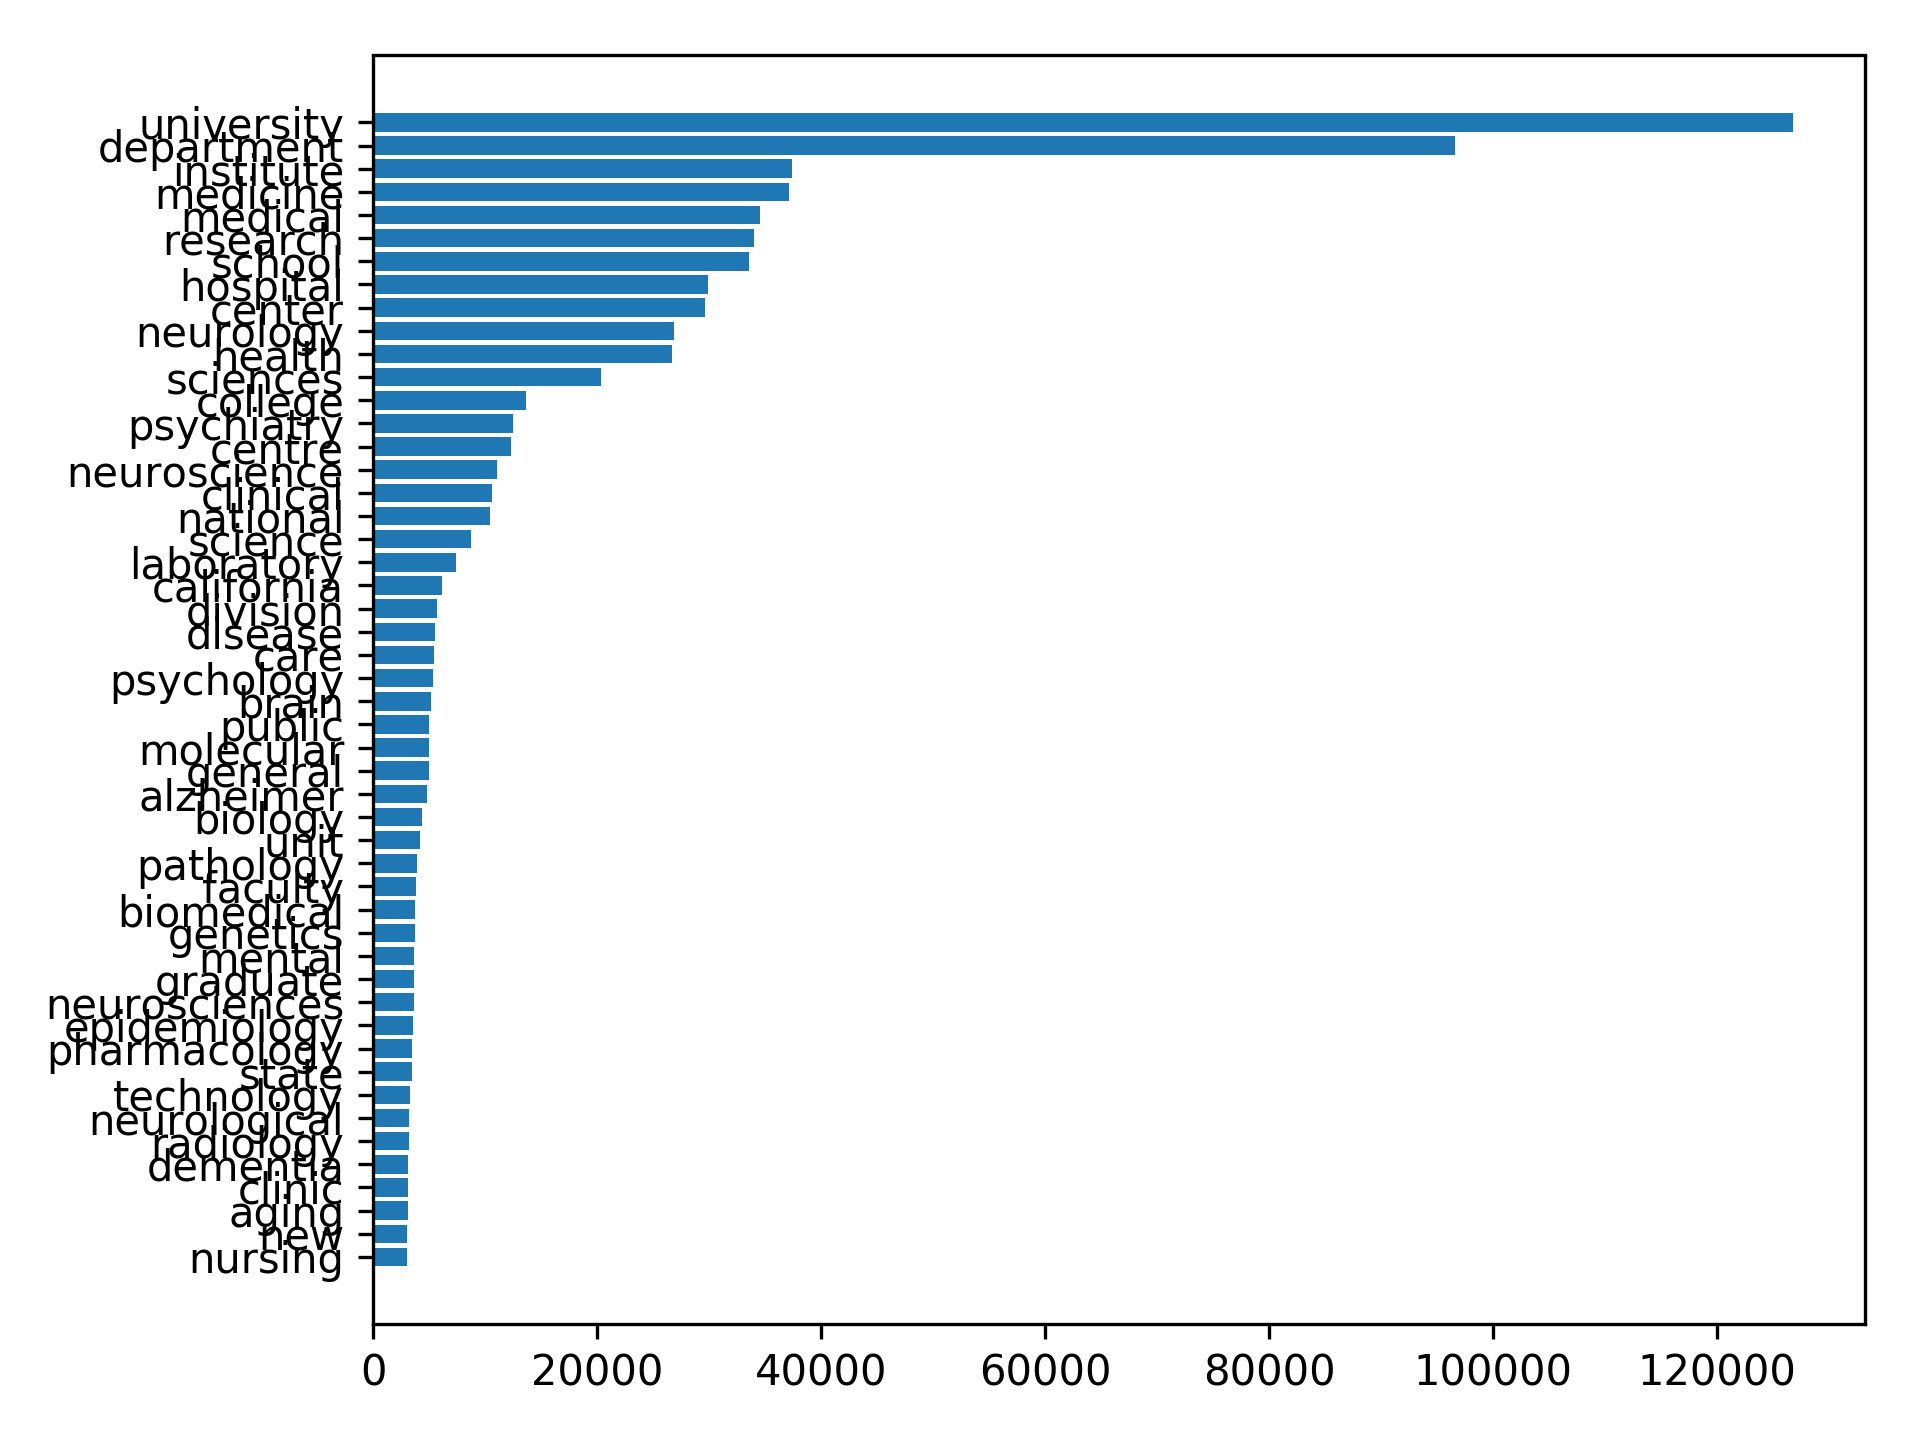 university
department
institute
medicine
medical
research
school
hospital
center
neurology
health
sciences
college
psychiatry
centre
neuroscience
clinical
national
science
laboratory
california
division
disease
care
psychology
brain
public
molecular
general
alzheimer
biology
unit
pathology
faculty
biomedical
genetics
mental
graduate
neurosciences
epidemiology
pharmacology
state
technology
neurological
radiology
dementia
clinic
aging
new
nursing
0 20000 40000 60000 80000 100000 120000